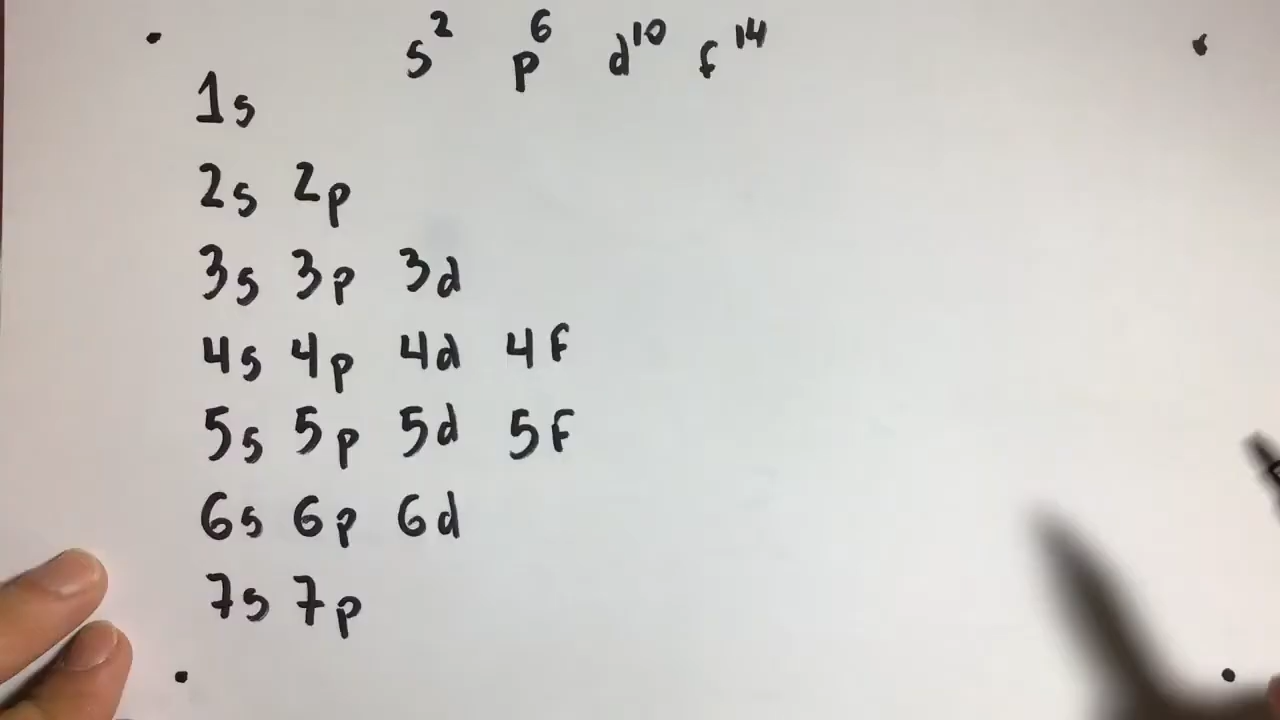 s² p⁶ d¹⁰ f¹⁴
1s
2s 2p
3s 3p 3d
4s 4p 4d 4f
5s 5p 5d 5f
6s 6p 6d
7s 7p